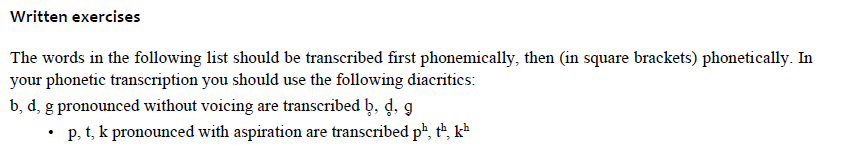 Written exercises
The words in the following list should be transcribed first phonemically, then (in square brackets) phonetically. In
your phonetic transcription you should use the following diacritics:
b, d, g pronounced without voicing are transcribed b̥, d̥, g̥
• p, t, k pronounced with aspiration are transcribed pʰ, tʰ, kʰ